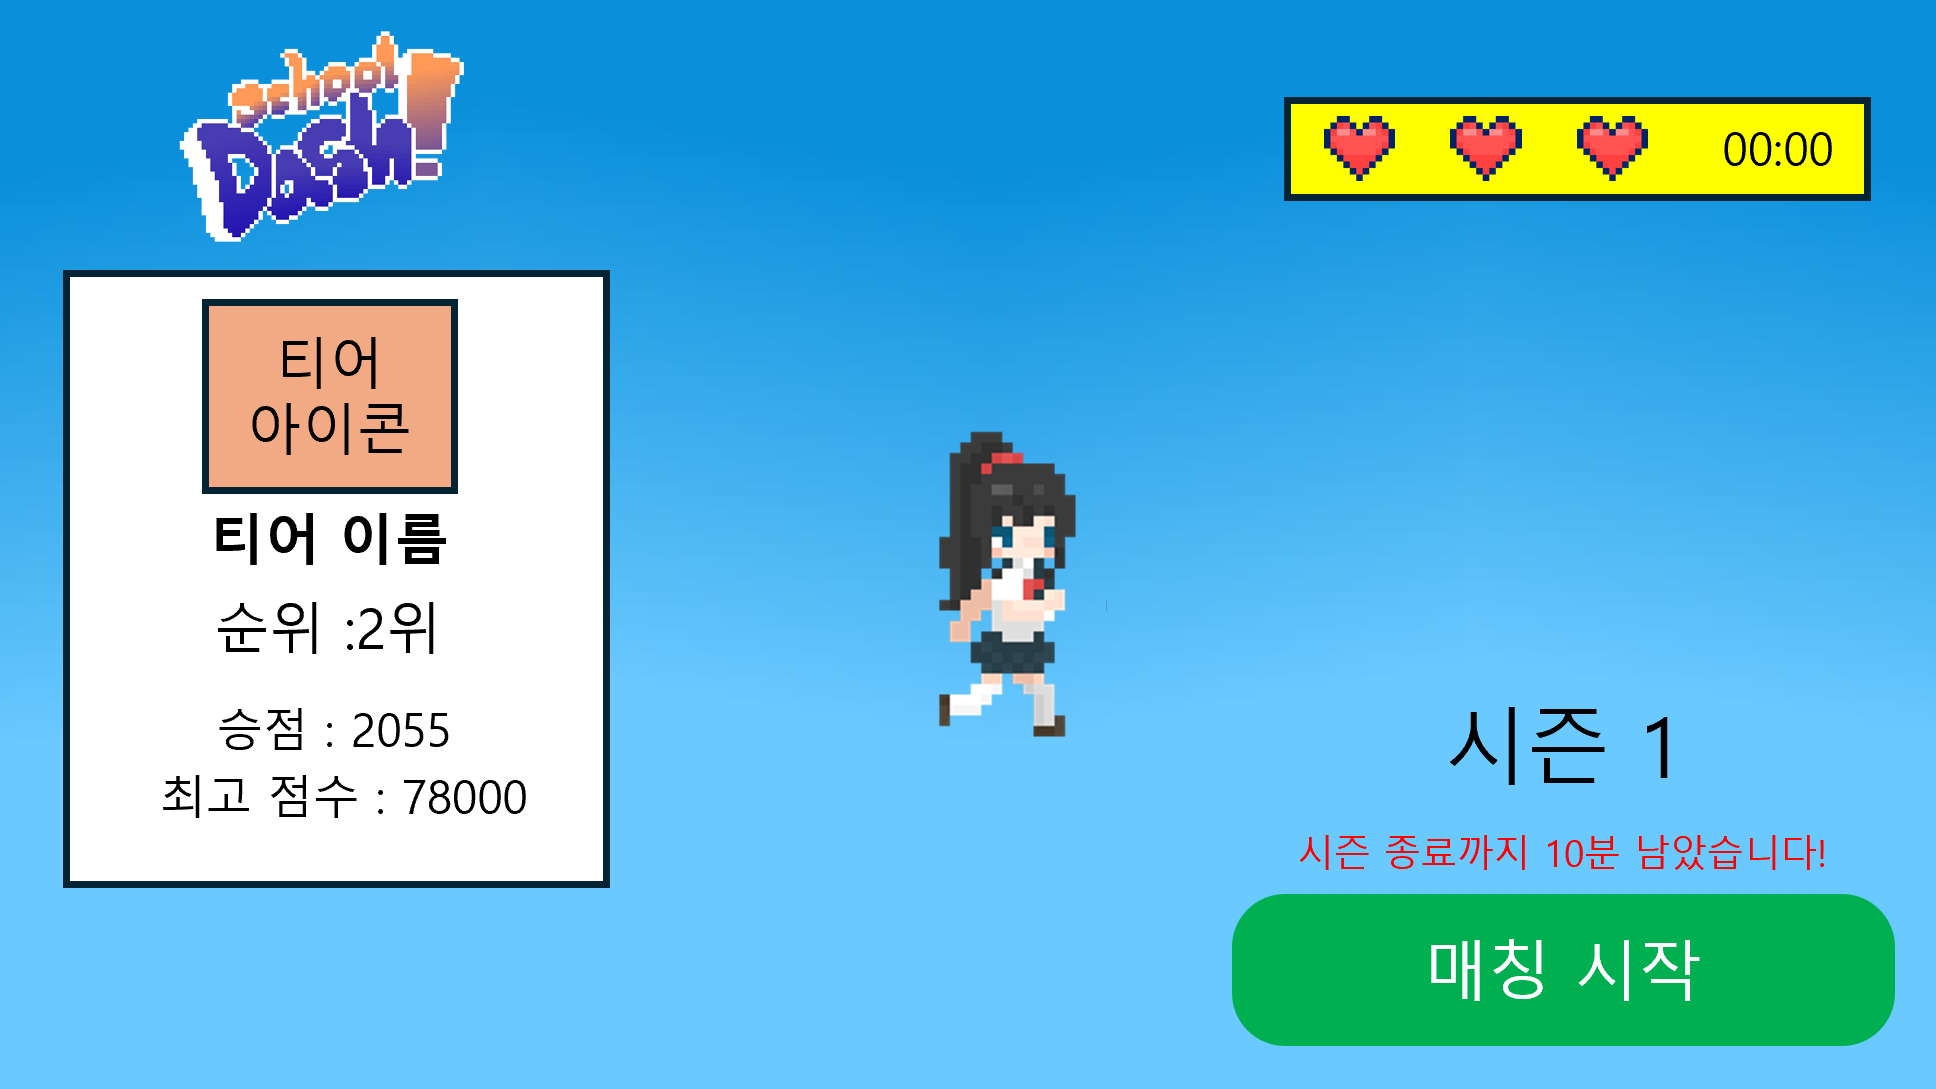 School
Dash!
00:00
티어
아이콘
티어 이름
순위 :2위
승점 : 2055
최고 점수 : 78000
시즌 1
시즌 종료까지 10분 남았습니다!
매칭 시작